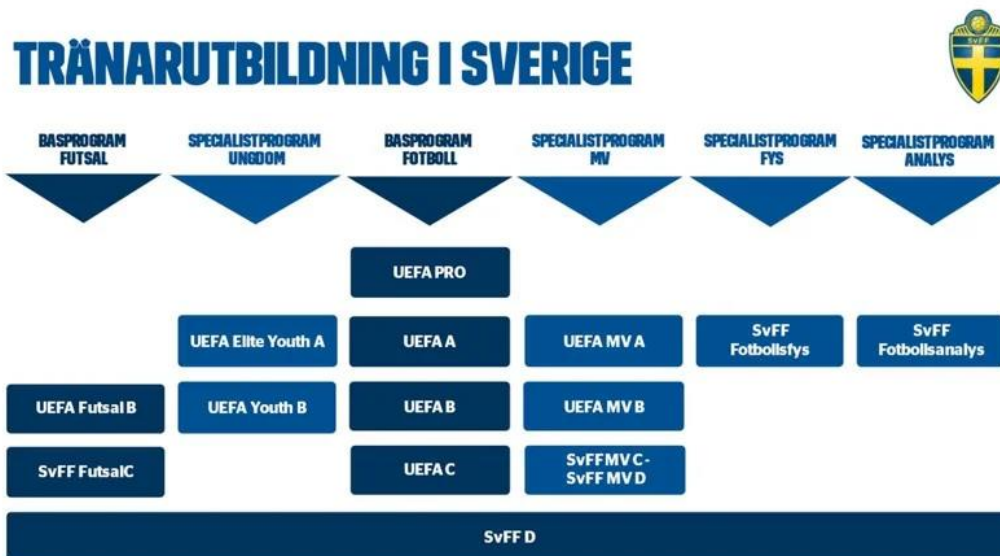 TRÄNARUTBILDNING I SVERIGE
SvFF
BASPROGRAM
FUTSAL
SPECIALISTPROGRAM
UNGDOM
BASPROGRAM
FOTBOLL
SPECIALISTPROGRAM
MV
SPECIALISTPROGRAM
FYS
SPECIALISTPROGRAM
ANALYS
UEFA PRO
UEFA Elite Youth A
UEFA A
UEFA MV A
SvFF
Fotbollsfys
SvFF
Fotbollsanalys
UEFA Futsal B
UEFA Youth B
UEFA B
UEFA MV B
SvFF FutsalC
UEFA C
SvFFMV C-
SvFF MV D
SvFF D